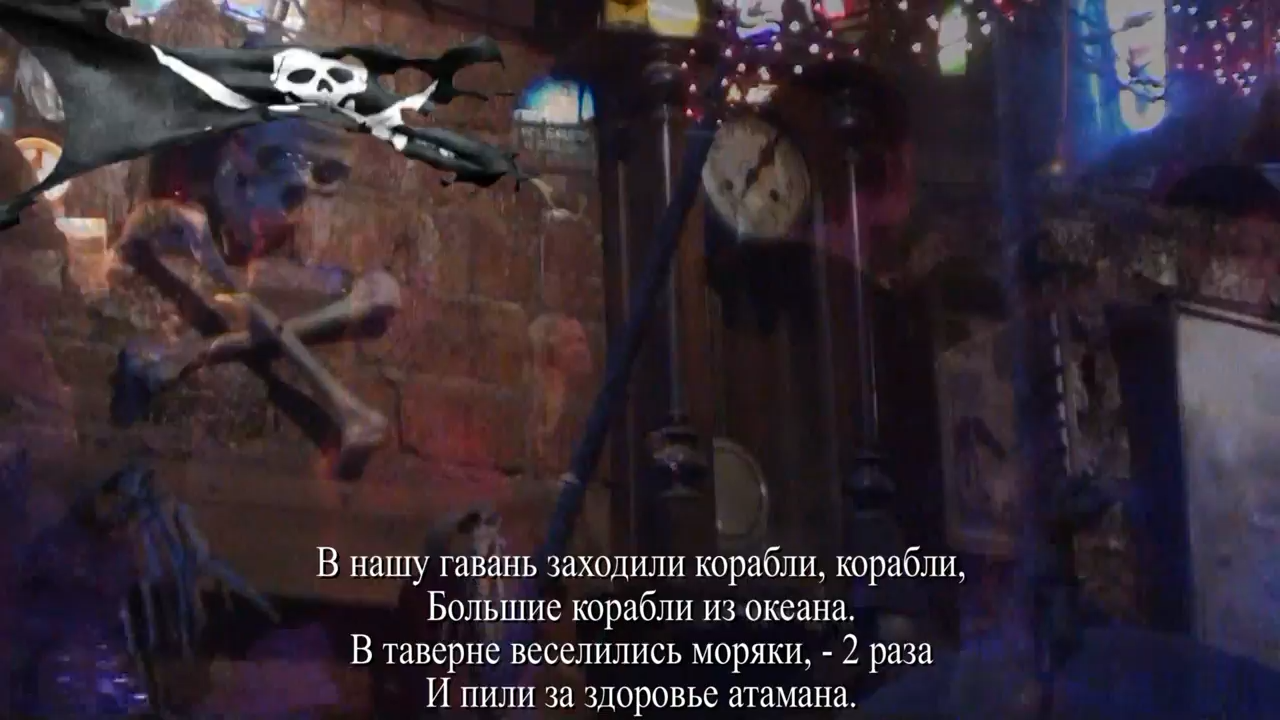 В нашу гавань заходили корабли, корабли,
Большие корабли из океана.
В таверне веселились моряки, - 2 раза
И пили за здоровье атамана.